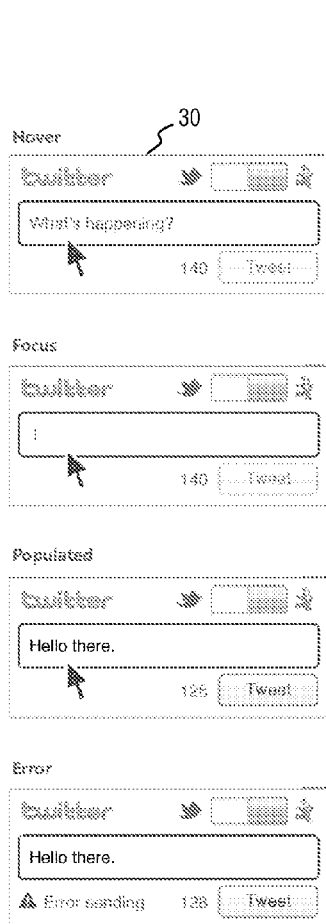 30
Hover
twitter
What's happening?
140 Tweet
Focus
twitter
140 Tweet
Populated
twitter
Hello there.
128 Tweet
Error
twitter
Hello there.
Error sending 128 Tweet